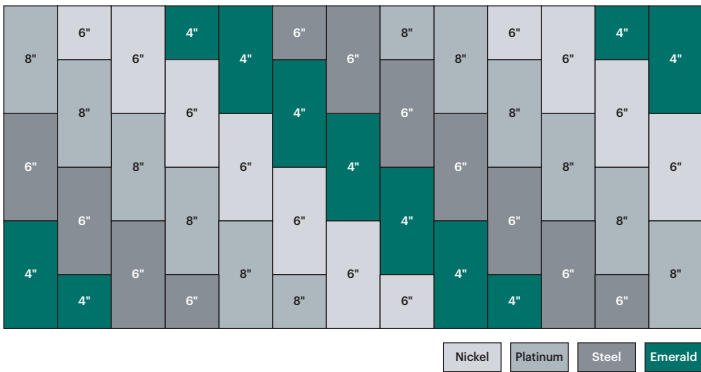 6" 4" 6" 8" 6" 4"
8" 6" 4" 6" 8" 6" 4"
8" 6" 4" 6" 8" 6"
6" 8" 6" 4" 6" 8" 6"
6" 8" 6" 4" 6" 8"
4" 6" 8" 6" 4" 6" 8"
4" 6" 8" 6" 4" 6"
Nickel Platinum Steel Emerald